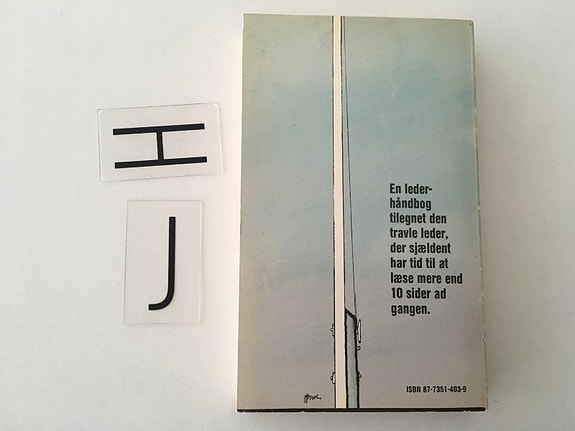 H
J
En leder-
håndbog
tilegnet den
travle leder,
der sjældent
har tid til at
læse mere end
10 sider ad
gangen.
ISBN 87-7351-403-9